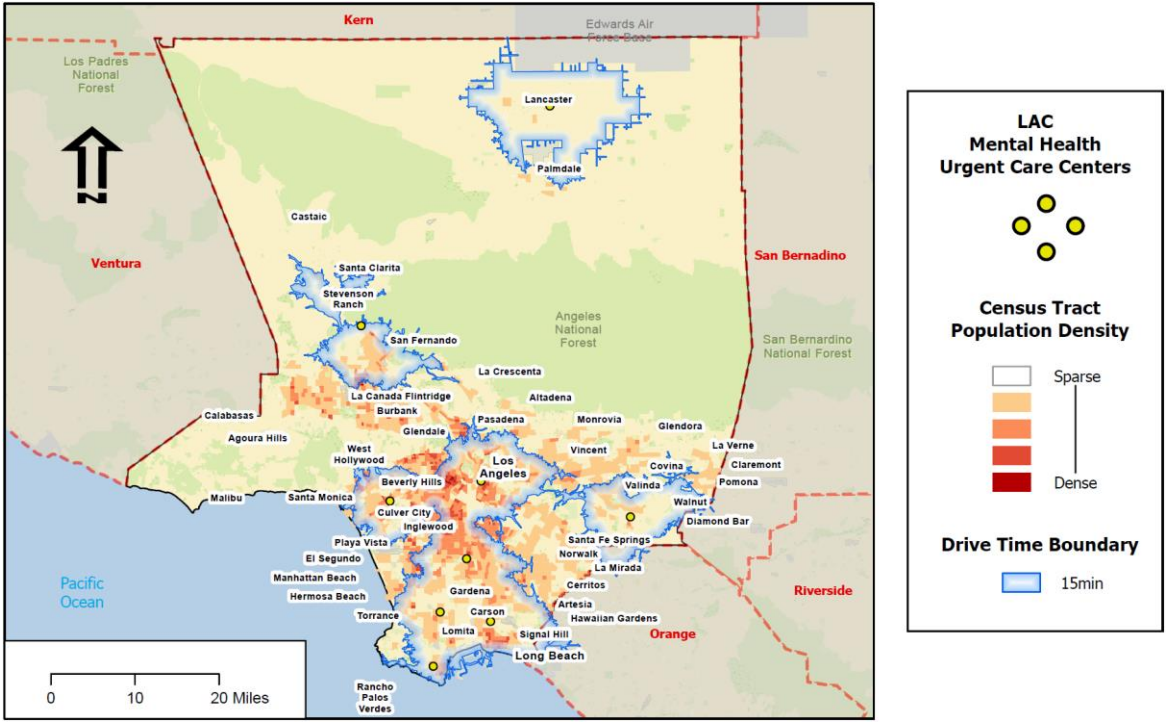 Kern
Edwards Air
Force Base
Los Padres
National
Forest
Lancaster
N
Palmdale
Castaic
Ventura
San Bernadino
Santa Clarita
Stevenson
Ranch
Angeles
National
Forest
San Fernando
San Bernardino
National Forest
La Crescenta
La Canada Flintridge
Altadena
Burbank
Calabasas
Pasadena
Monrovia
Glendora
Glendale
Agoura Hills
La Verne
West
Hollywood
Vincent
Los
Angeles
Covina
Claremont
Beverly Hills
Valinda
Pomona
Malibu
Santa Monica
Walnut
Culver City
Diamond Bar
Inglewood
Playa Vista
Santa Fe Springs
El Segundo
Norwalk
La Mirada
Manhattan Beach
Pacific
Ocean
Cerritos
Riverside
Hermosa Beach
Gardena
Artesia
Carson
Torrance
Hawaiian Gardens
Lomita
Signal Hill
Orange
Long Beach
Rancho
Palos
Verdes
0 10 20 Miles
LAC
Mental Health
Urgent Care Centers
Census Tract
Population Density
Sparse
Dense
Drive Time Boundary
15min